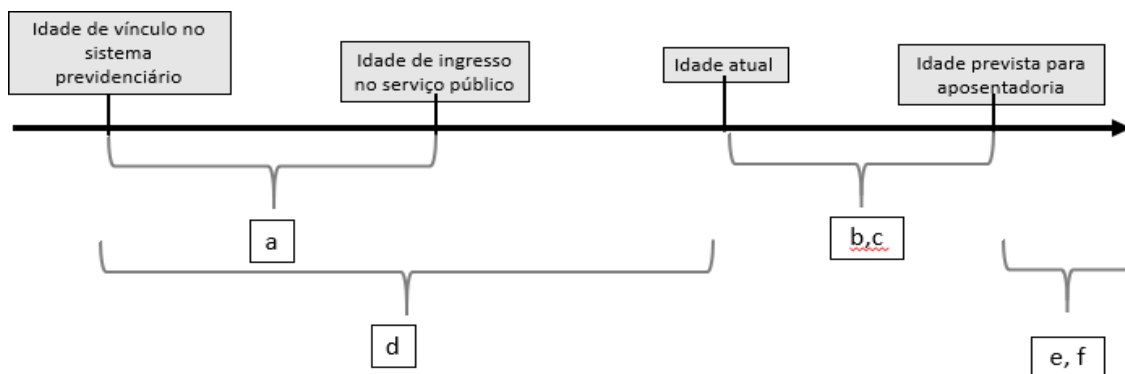 Idade de vínculo no
sistema
previdenciário
Idade de ingresso
no serviço público
Idade atual
Idade prevista para
aposentadoria
a
b,c
d
e, f